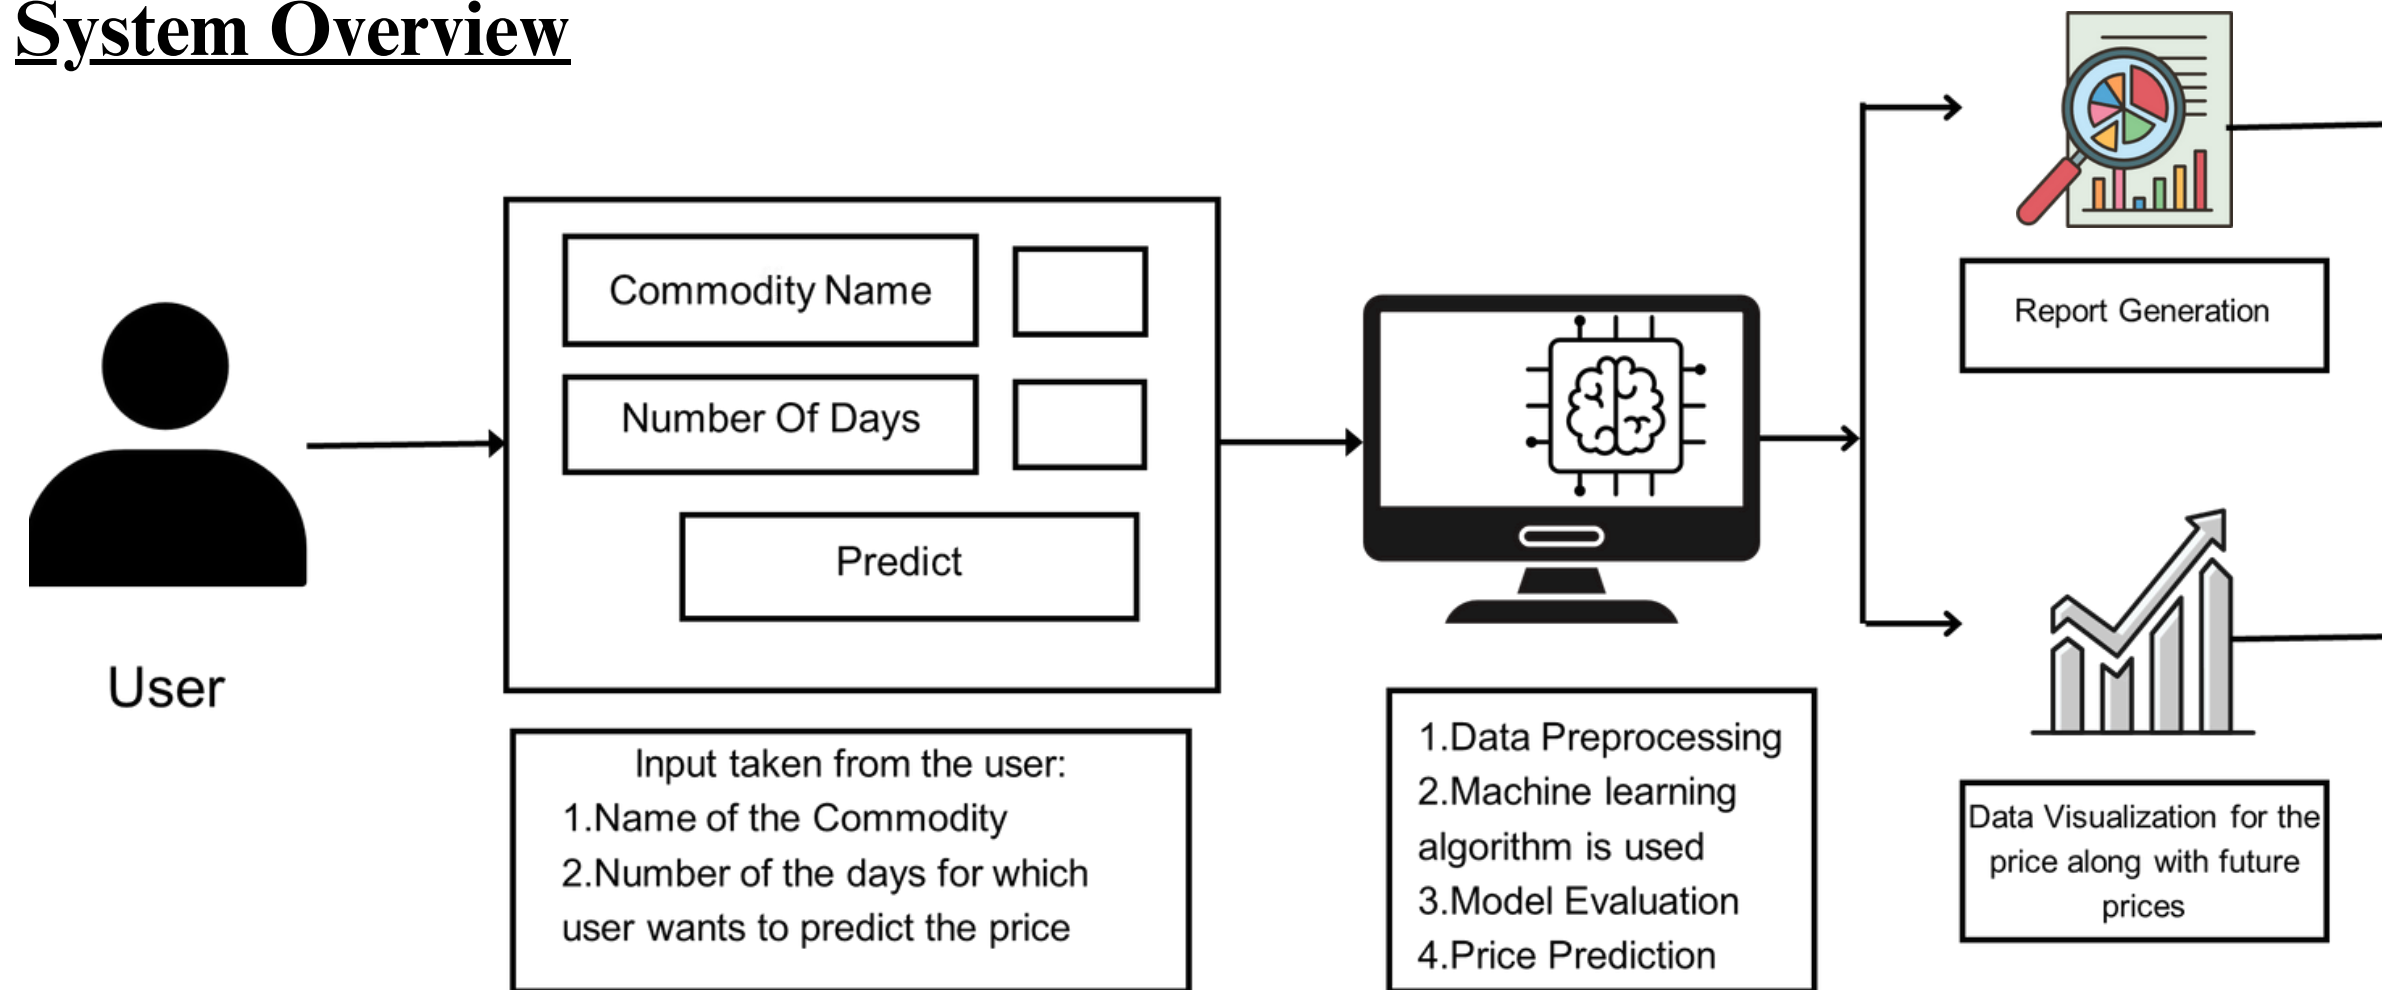 System Overview
Commodity Name
Number Of Days
Predict
User
Input taken from the user:
1.Name of the Commodity
2.Number of the days for which
user wants to predict the price
1.Data Preprocessing
2.Machine learning
algorithm is used
3.Model Evaluation
4.Price Prediction
Report Generation
Data Visualization for the
price along with future
prices